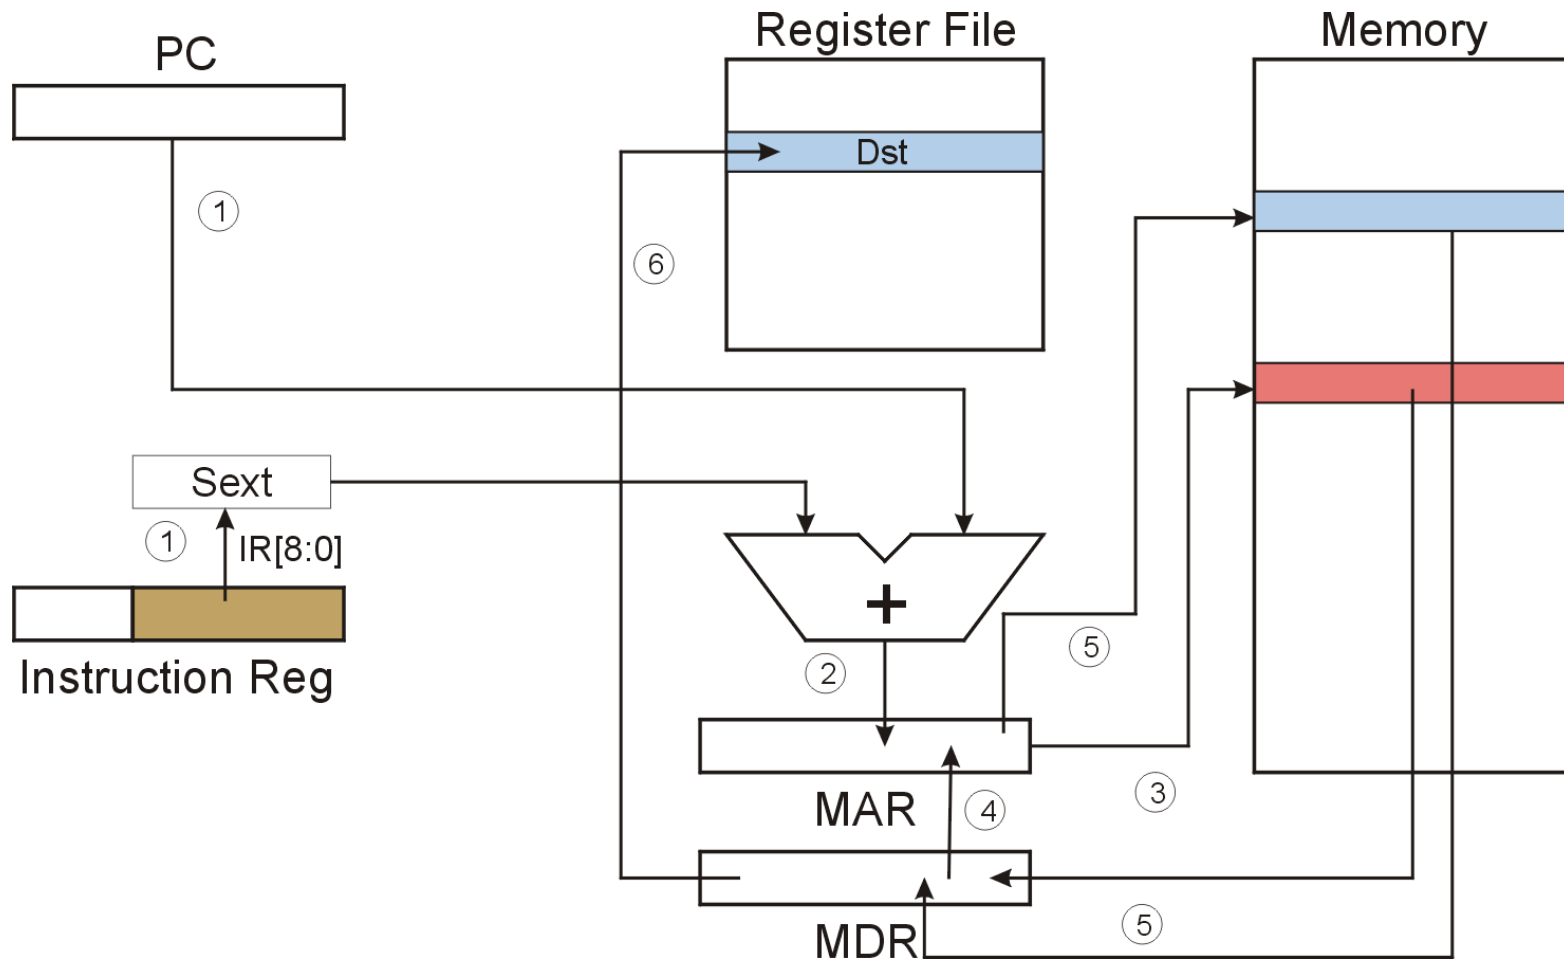 Register File
Memory
PC
Dst
1
6
Sext
1
IR[8:0]
+
5
2
Instruction Reg
3
MAR
4
5
MDR